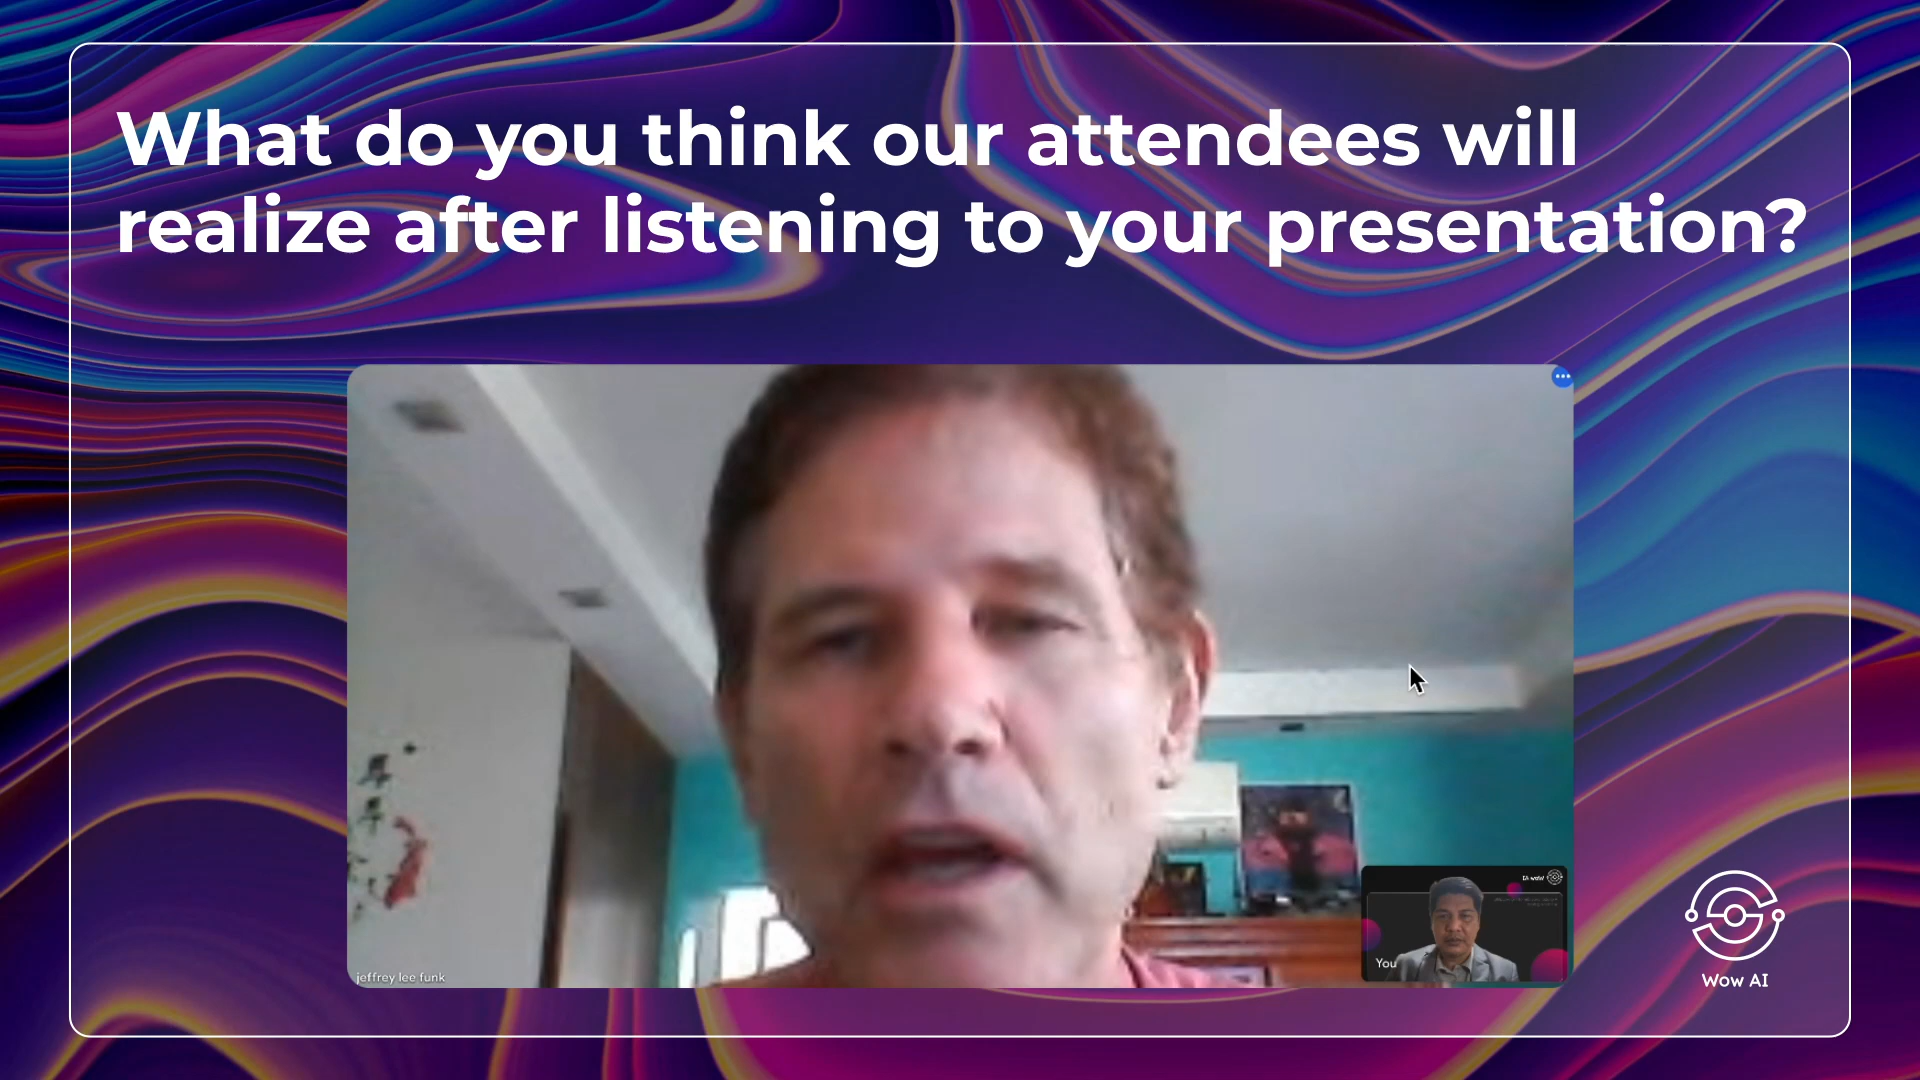 What do you think our attendees will
realize after listening to your presentation?
jeffrey lee funk
You
Wow AI